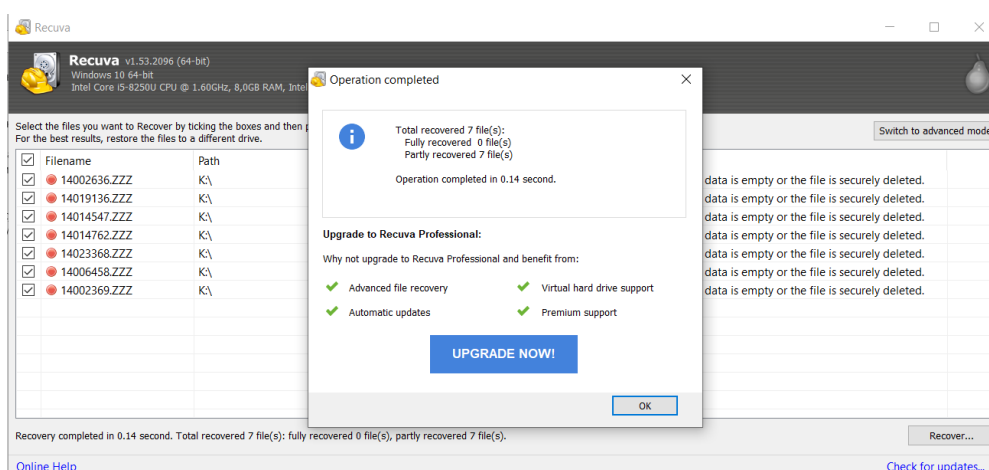 Recuva
Recuva v1.53.2096 (64-bit)
Windows 10 64-bit
Intel Core i5-8250U CPU @ 1.60GHz, 8,0GB RAM, Intel
Select the files you want to Recover by ticking the boxes and then
For the best results, restore the files to a different drive.
Switch to advanced mode
Filename Path
14002636.ZZZ K:\ data is empty or the file is securely deleted.
14019136.ZZZ K:\ data is empty or the file is securely deleted.
14014547.ZZZ K:\ data is empty or the file is securely deleted.
14014762.ZZZ K:\ data is empty or the file is securely deleted.
14023368.ZZZ K:\ data is empty or the file is securely deleted.
14006458.ZZZ K:\ data is empty or the file is securely deleted.
14002369.ZZZ K:\ data is empty or the file is securely deleted.
Operation completed
Total recovered 7 file(s):
Fully recovered 0 file(s)
Partly recovered 7 file(s)
Operation completed in 0.14 second.
Upgrade to Recuva Professional:
Why not upgrade to Recuva Professional and benefit from:
Advanced file recovery Virtual hard drive support
Automatic updates Premium support
UPGRADE NOW!
OK
Recovery completed in 0.14 second. Total recovered 7 file(s): fully recovered 0 file(s), partly recovered 7 file(s).
Recover...
Online Help Check for updates...